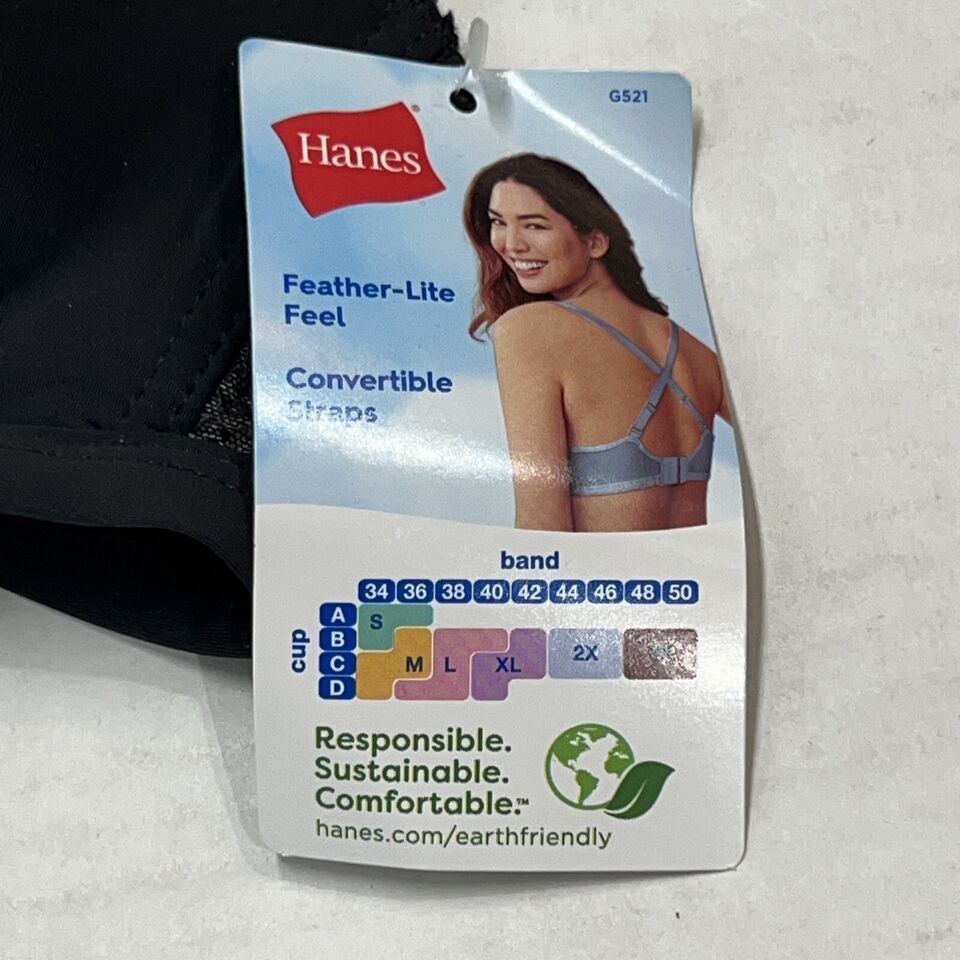 G521
Hanes®
Feather-Lite
Feel
Convertible
Straps
band
34 36 38 40 42 44 46 48 50
cup
A
B
C
D
S
M L XL 2X
Responsible.
Sustainable.
Comfortable.™
hanes.com/earthfriendly